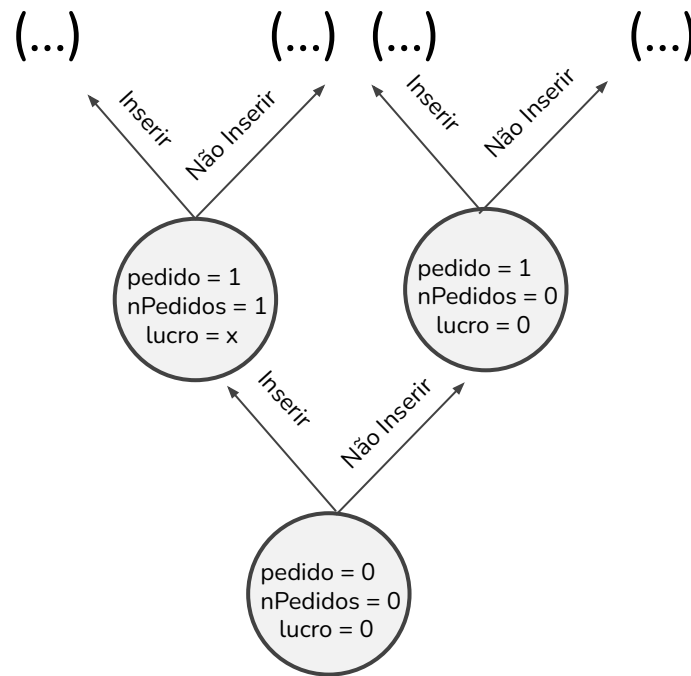 (...)
(...)
(...)
(...)
Inserir
Não Inserir
Inserir
Não Inserir
pedido = 1
nPedidos = 1
lucro = x
pedido = 1
nPedidos = 0
lucro = 0
Inserir
Não Inserir
pedido = 0
nPedidos = 0
lucro = 0